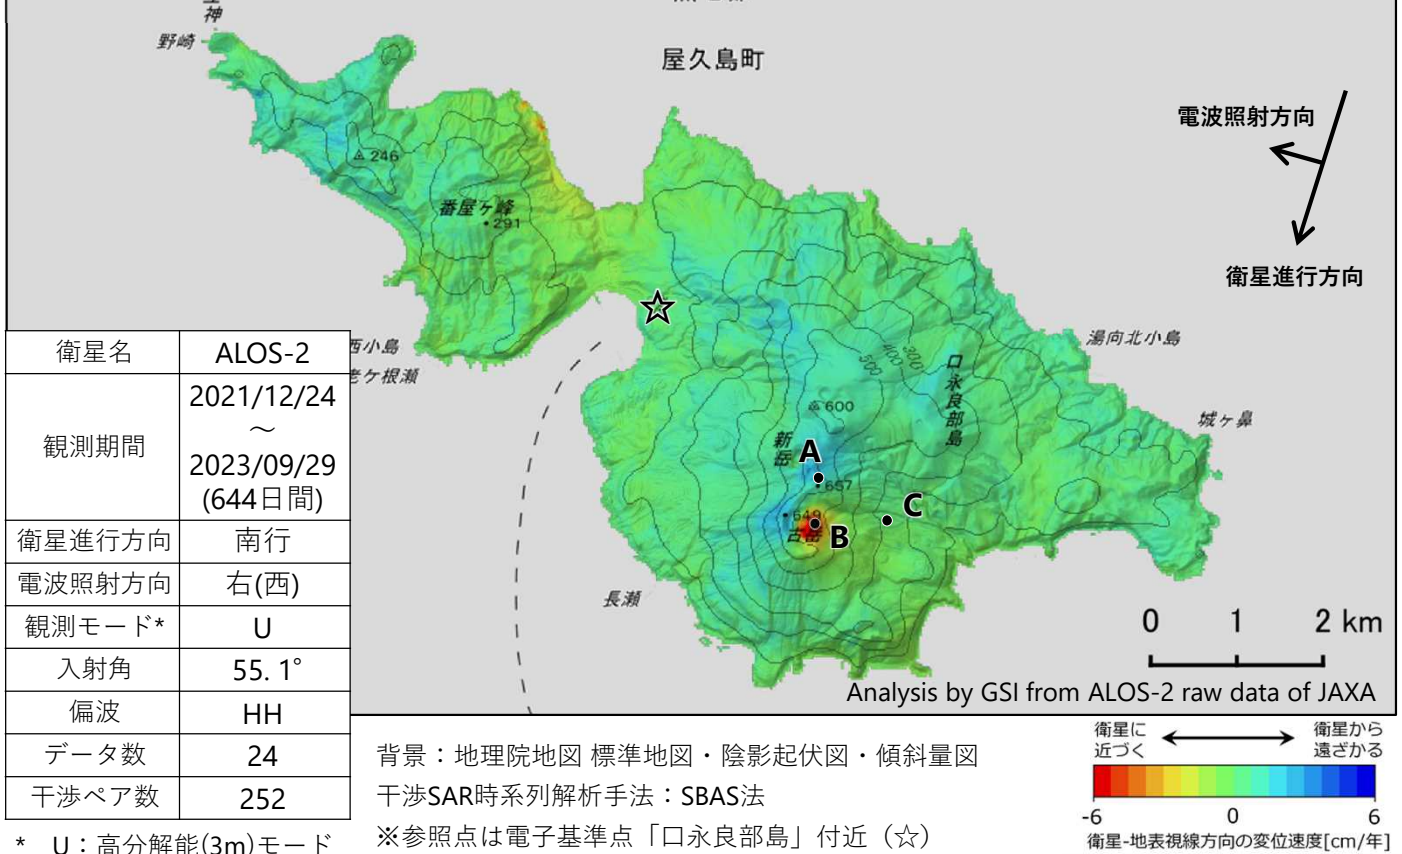 神
野崎
屋久島町
電波照射方向
246
番屋ヶ峰
291
衛星進行方向
西小島
老ケ根瀬
湯向北小島
城ヶ鼻
500
400
300
口永良部島
600
新岳
A
657
C
649
古岳
B
長瀬
0 1 2 km
Analysis by GSI from ALOS-2 raw data of JAXA
衛星名 ALOS-2
観測期間 2021/12/24
～
2023/09/29
(644日間)
衛星進行方向 南行
電波照射方向 右(西)
観測モード* U
入射角 55. 1°
偏波 HH
データ数 24
干渉ペア数 252
* U：高分解能(3m)モード
背景：地理院地図 標準地図・陰影起伏図・傾斜量図
干渉SAR時系列解析手法：SBAS法
※参照点は電子基準点「口永良部島」付近（☆）
衛星に
近づく
衛星から
遠ざかる
-6 0 6
衛星-地表視線方向の変位速度[cm/年]